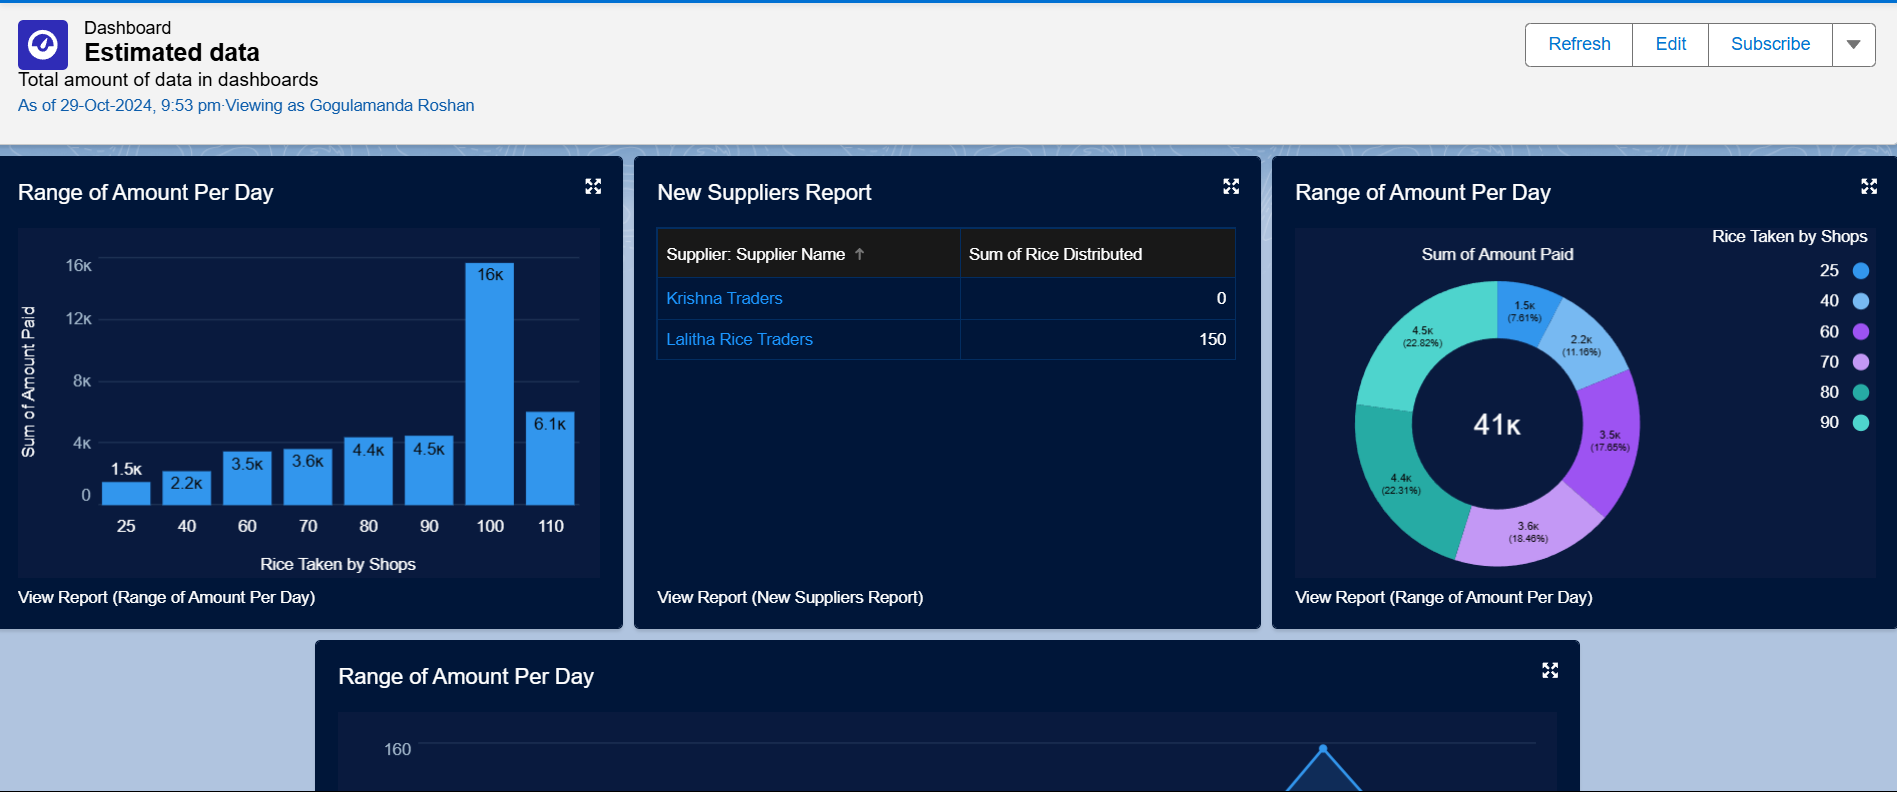 Dashboard
Estimated data
Total amount of data in dashboards
As of 29-Oct-2024, 9:53 pm·Viewing as Gogulamanda Roshan
Refresh
Edit
Subscribe
Range of Amount Per Day
Sum of Amount Paid
16K
12K
8K
4K
0
1.5K
2.2K
3.5K
3.6K
4.4K
4.5K
16K
6.1K
25 40 60 70 80 90 100 110
Rice Taken by Shops
View Report (Range of Amount Per Day)
New Suppliers Report
Supplier: Supplier Name ↑ Sum of Rice Distributed
Krishna Traders 0
Lalitha Rice Traders 150
View Report (New Suppliers Report)
Range of Amount Per Day
Rice Taken by Shops
25
40
60
70
80
90
Sum of Amount Paid
1.5K
(7.61%)
2.2K
(11.16%)
3.5K
(17.65%)
3.6K
(18.46%)
4.4K
(22.31%)
4.5K
(22.82%)
41K
View Report (Range of Amount Per Day)
Range of Amount Per Day
160